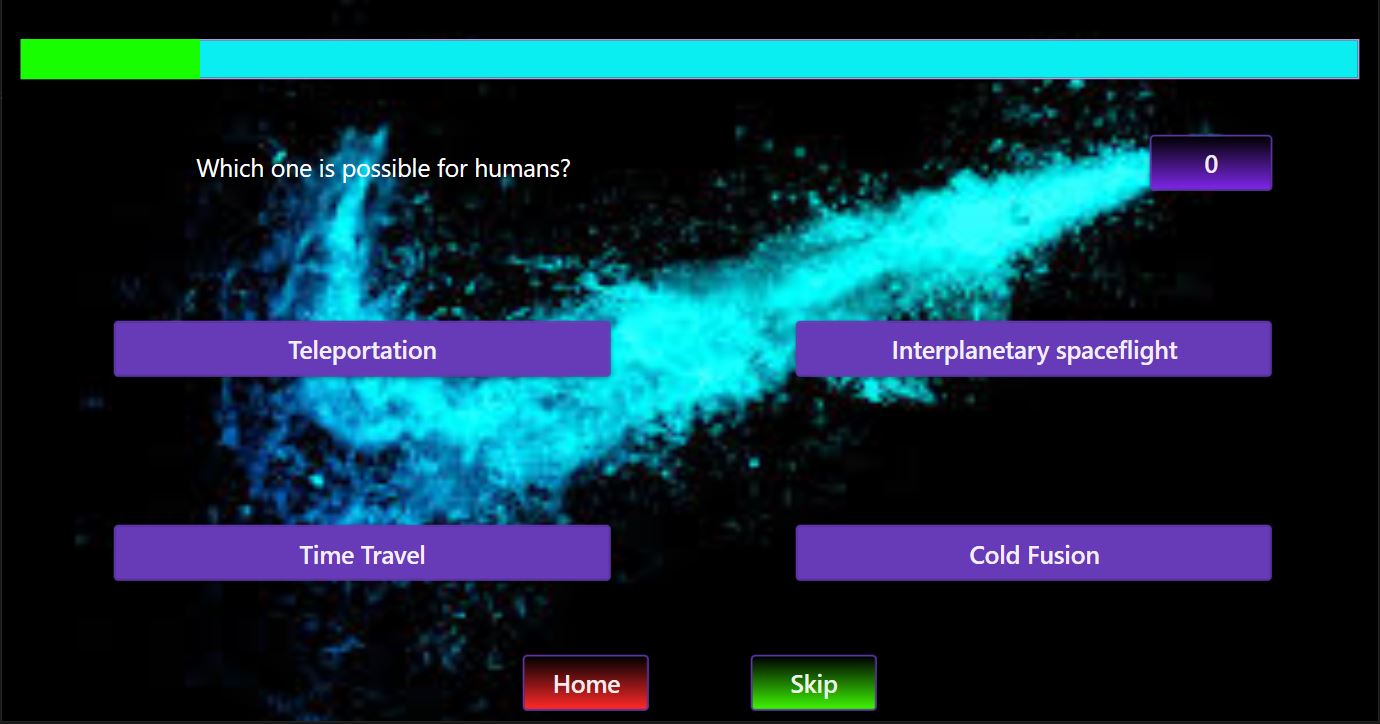 Which one is possible for humans?
0
Teleportation
Interplanetary spaceflight
Time Travel
Cold Fusion
Home
Skip